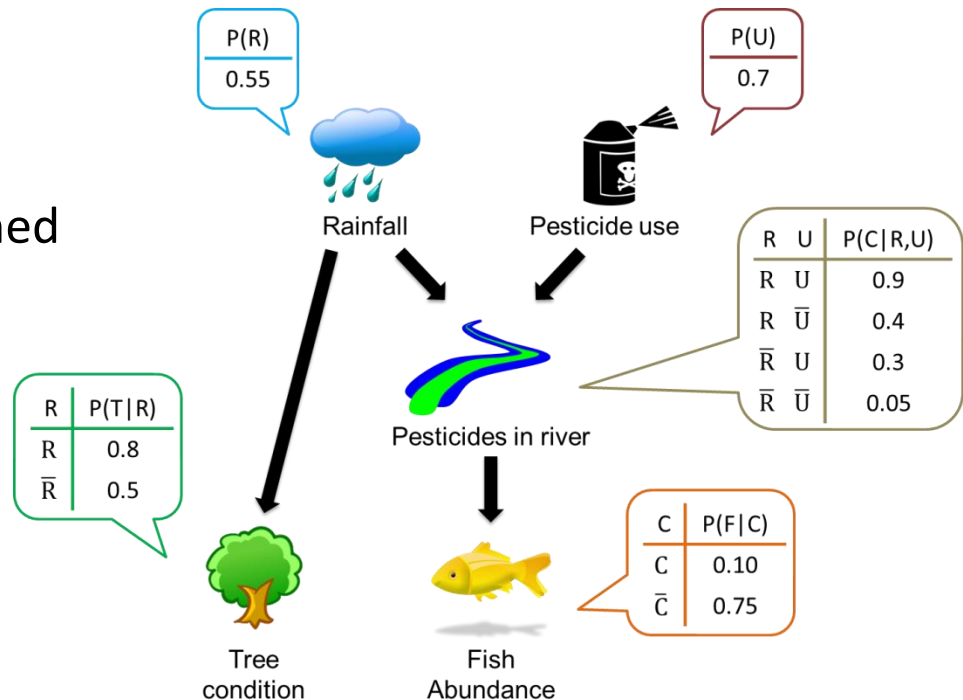 P(R)
0.55
P(U)
0.7
Rainfall
Pesticide use
R U P(C|R,U)
R U 0.9
R U̅ 0.4
R̅ U 0.3
R̅ U̅ 0.05
R P(T|R)
R 0.8
R̅ 0.5
Pesticides in river
C P(F|C)
C 0.10
C̅ 0.75
Tree
condition
Fish
Abundance